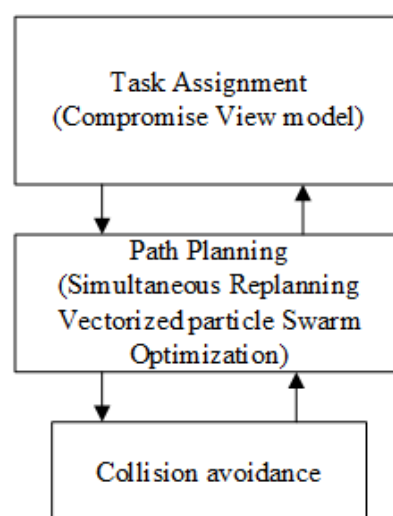 Task Assignment
(Compromise View model)
Path Planning
(Simultaneous Replanning
Vectorized particle Swarm
Optimization)
Collision avoidance